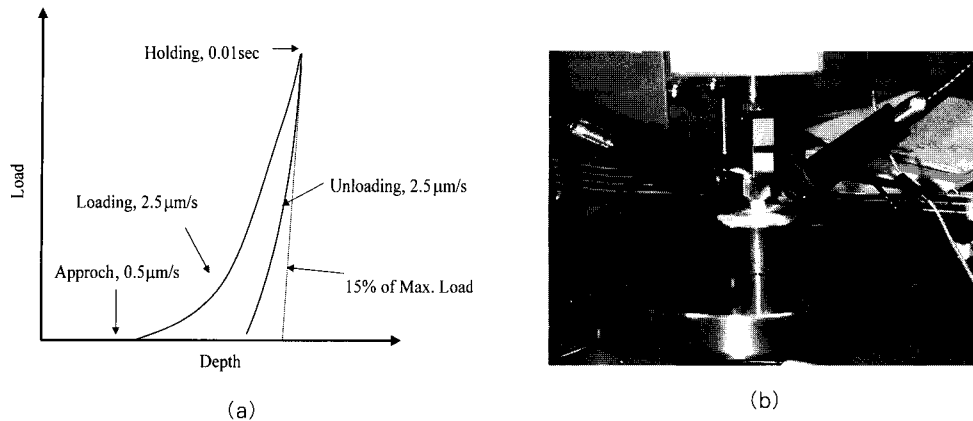 Holding, 0.01sec
Load
Unloading, 2.5μm/s
Loading, 2.5μm/s
Approch, 0.5μm/s
15% of Max. Load
Depth
(a)
(b)